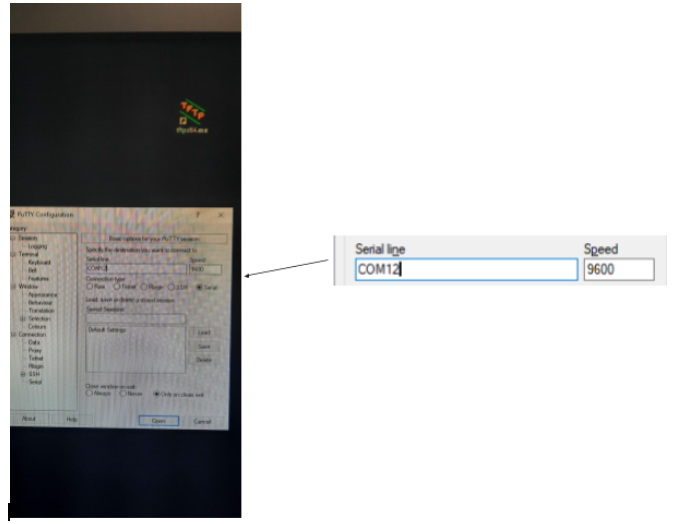 TFTP
tftpd64.exe
PuTTY Configuration ? ×
Category:
Session
Logging
Terminal
Keyboard
Bell
Features
Window
Appearance
Behaviour
Translation
Selection
Colours
Connection
Data
Proxy
Telnet
Rlogin
SSH
Serial
Basic options for your PuTTY session
Specify the destination you want to connect to
Serial line Speed
COM12 9600
Connection type:
Raw Telnet Rlogin SSH Serial
Load, save or delete a stored session
Saved Sessions
Default Settings
Load
Save
Delete
Close window on exit:
Always Never Only on clean exit
About Help Open Cancel
Serial line Speed
COM12 9600